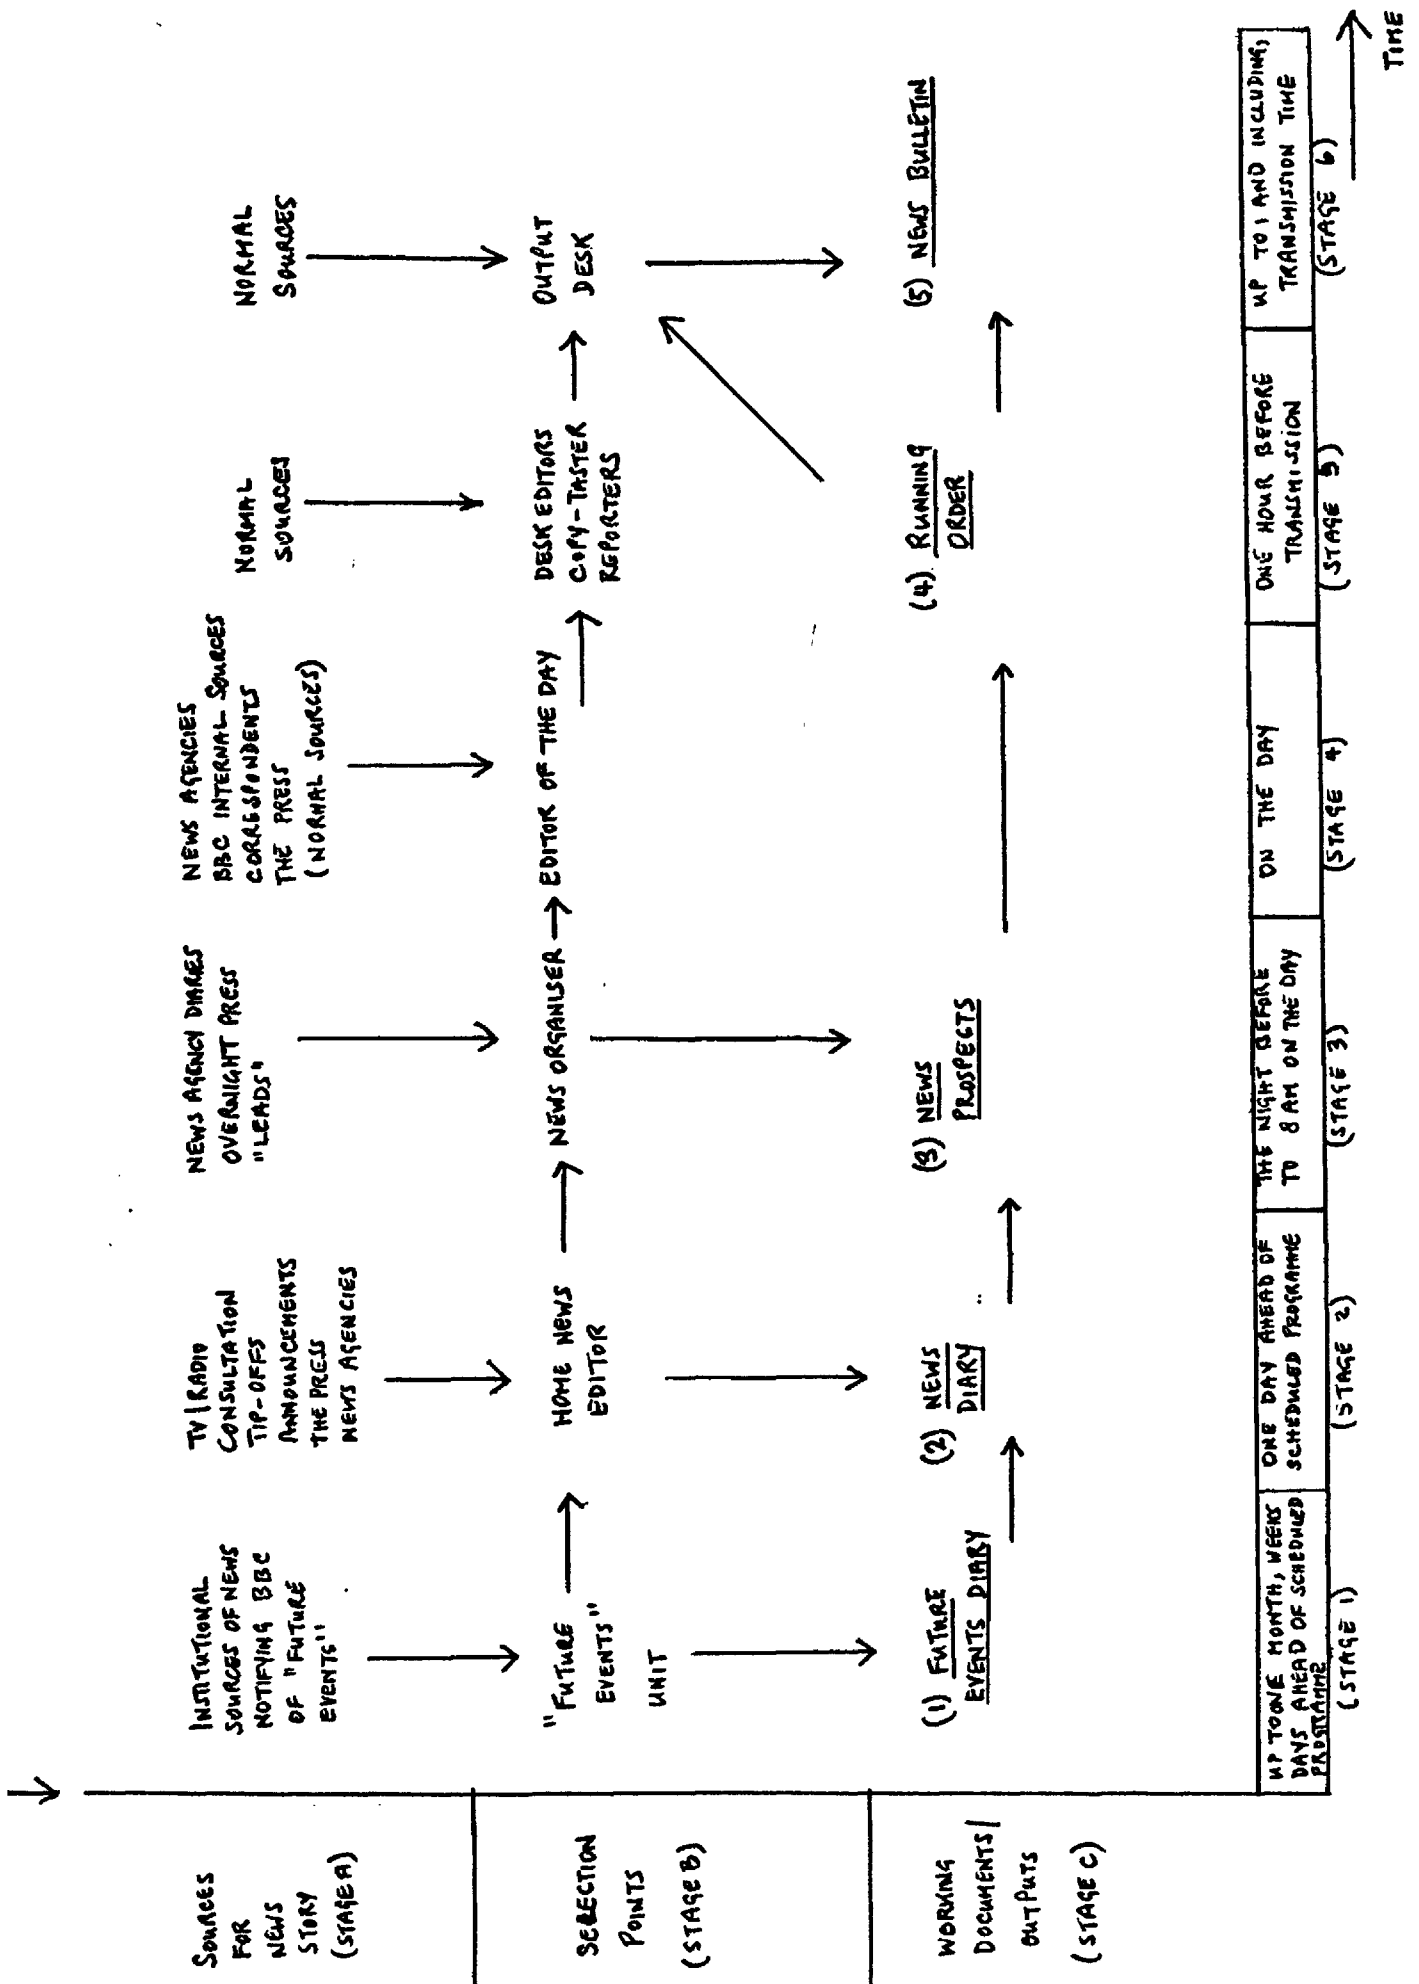 SOURCES
FOR
NEWS
STORY
(STAGE A)
INSTITUTIONAL
SOURCES OF NEWS
NOTIFYING BBC
OF "FUTURE
EVENTS"
TV/RADIO
CONSULTATION
TIP-OFFS
ANNOUNCEMENTS
THE PRESS
NEWS AGENCIES
NEWS AGENCY DIARIES
OVERNIGHT PRESS
"LEADS"
NEWS AGENCIES
BBC INTERNAL SOURCES
CORRESPONDENTS
THE PRESS
(NORMAL SOURCES)
NORMAL
SOURCES
NORMAL
SOURCES
SELECTION
POINTS
(STAGE B)
"FUTURE
EVENTS"
UNIT
HOME NEWS
EDITOR
NEWS ORGANISER
EDITOR OF THE DAY
DESK EDITORS
COPY-TASTER
REPORTERS
OUTPUT
DESK
WORKING
DOCUMENTS/
OUTPUTS
(STAGE C)
(1) FUTURE
EVENTS DIARY
(2) NEWS
DIARY
(3) NEWS
PROSPECTS
(4) RUNNING
ORDER
(5) NEWS BULLETIN
UP TO ONE MONTH, WEEKS
DAYS AHEAD OF SCHEDULED
PROGRAMME
(STAGE 1)
ONE DAY AHEAD OF
SCHEDULED PROGRAMME
(STAGE 2)
THE NIGHT BEFORE
TO 8 AM ON THE DAY
(STAGE 3)
ON THE DAY
(STAGE 4)
ONE HOUR BEFORE
TRANSMISSION
(STAGE 5)
UP TO, AND INCLUDING,
TRANSMISSION TIME
(STAGE 6)
TIME